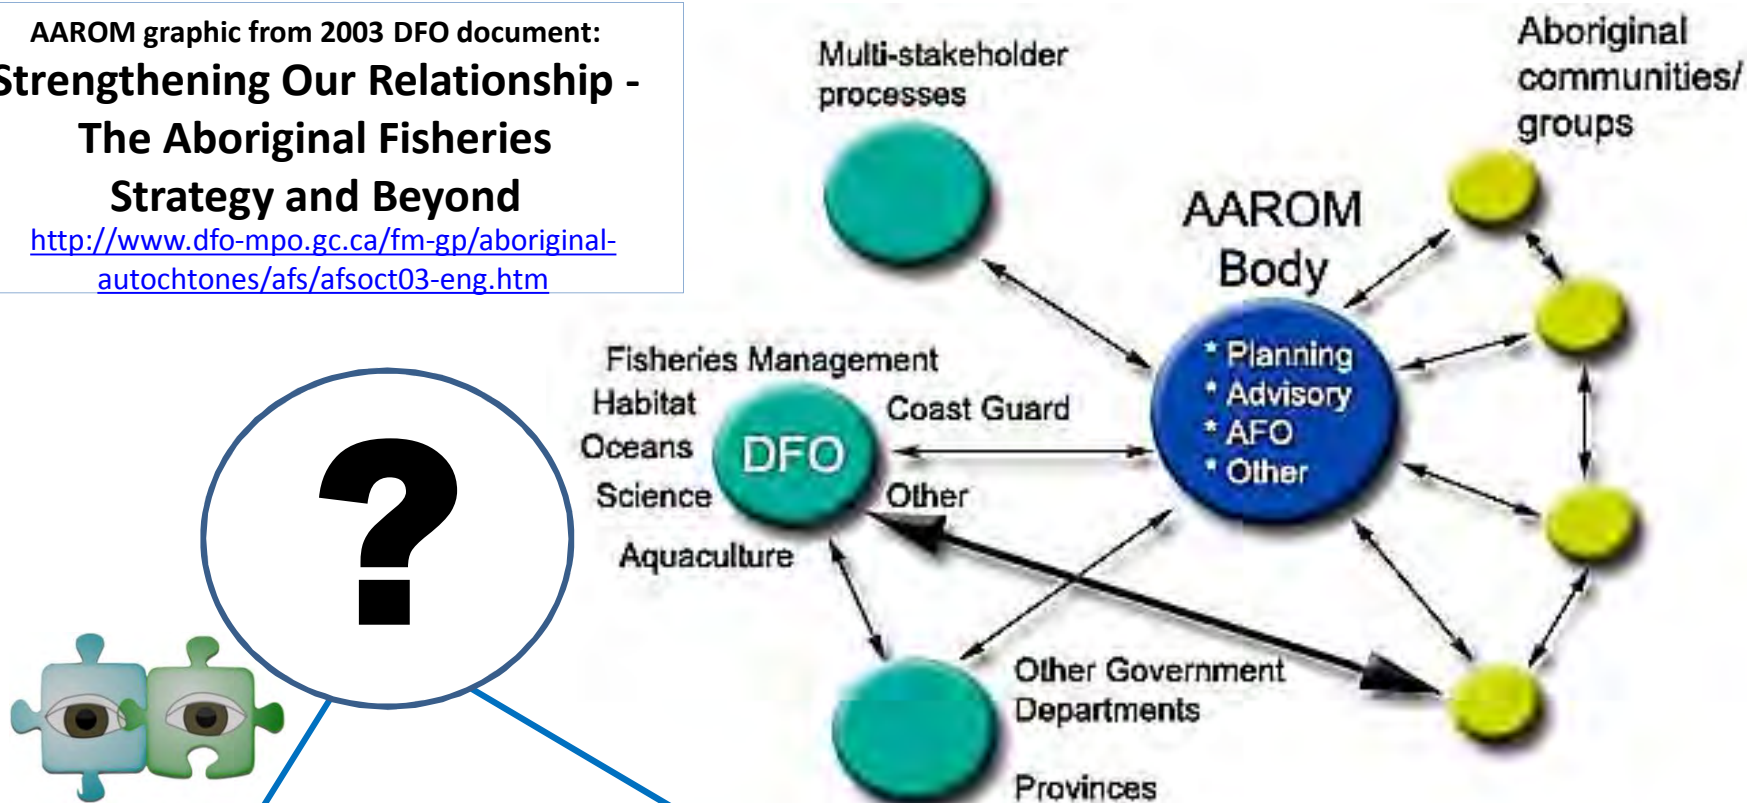 AAROM graphic from 2003 DFO document:
Strengthening Our Relationship -
The Aboriginal Fisheries
Strategy and Beyond
http://www.dfo-mpo.gc.ca/fm-gp/aboriginal-
autochtones/afs/afsoct03-eng.htm
Multi-stakeholder
processes
Aboriginal
communities/
groups
AAROM
Body
* Planning
* Advisory
* AFO
* Other
Fisheries Management
Habitat
Coast Guard
Oceans
DFO
Science
Other
Aquaculture
?
Other Government
Departments
Provinces